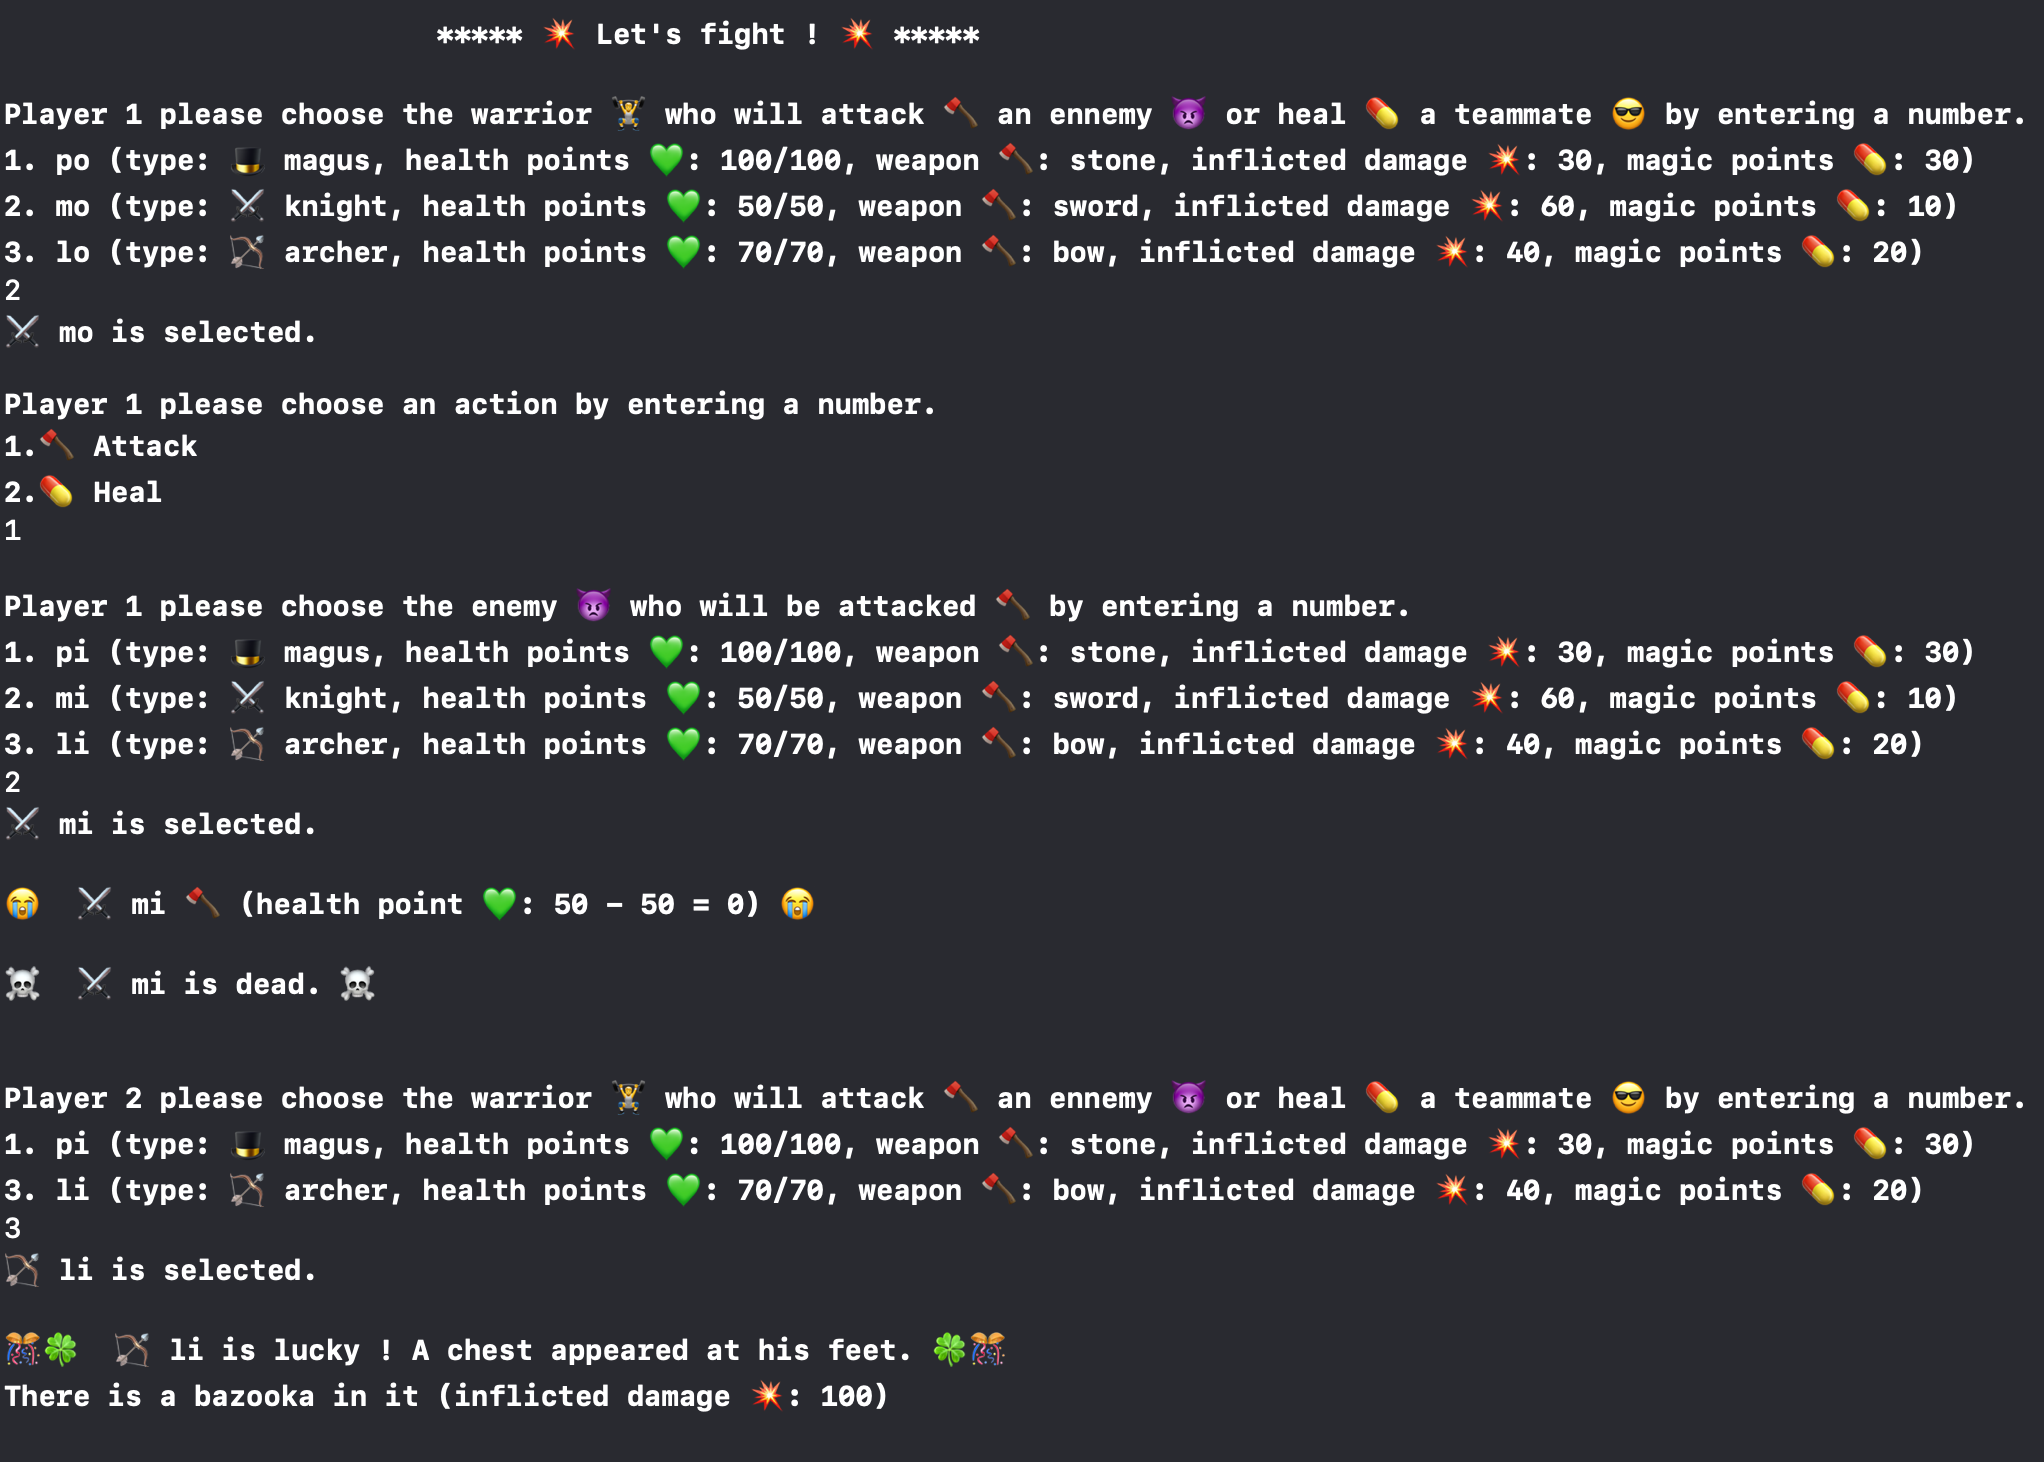 ***** 💥 Let's fight ! 💥 *****
Player 1 please choose the warrior 🏋️ who will attack 🪓 an ennemy 👿 or heal 💊 a teammate 😎 by entering a number.
1. po (type: 🎩 magus, health points 💚: 100/100, weapon 🪓: stone, inflicted damage 💥: 30, magic points 💊: 30)
2. mo (type: ⚔️ knight, health points 💚: 50/50, weapon 🪓: sword, inflicted damage 💥: 60, magic points 💊: 10)
3. lo (type: 🏹 archer, health points 💚: 70/70, weapon 🪓: bow, inflicted damage 💥: 40, magic points 💊: 20)
2
⚔️ mo is selected.
Player 1 please choose an action by entering a number.
1.🪓 Attack
2.💊 Heal
1
Player 1 please choose the enemy 👿 who will be attacked 🪓 by entering a number.
1. pi (type: 🎩 magus, health points 💚: 100/100, weapon 🪓: stone, inflicted damage 💥: 30, magic points 💊: 30)
2. mi (type: ⚔️ knight, health points 💚: 50/50, weapon 🪓: sword, inflicted damage 💥: 60, magic points 💊: 10)
3. li (type: 🏹 archer, health points 💚: 70/70, weapon 🪓: bow, inflicted damage 💥: 40, magic points 💊: 20)
2
⚔️ mi is selected.
😭 ⚔️ mi 🪓 (health point 💚: 50 - 50 = 0) 😭
☠️ ⚔️ mi is dead. ☠️
Player 2 please choose the warrior 🏋️ who will attack 🪓 an ennemy 👿 or heal 💊 a teammate 😎 by entering a number.
1. pi (type: 🎩 magus, health points 💚: 100/100, weapon 🪓: stone, inflicted damage 💥: 30, magic points 💊: 30)
3. li (type: 🏹 archer, health points 💚: 70/70, weapon 🪓: bow, inflicted damage 💥: 40, magic points 💊: 20)
3
🏹 li is selected.
🎊🍀 🏹 li is lucky ! A chest appeared at his feet. 🍀🎊
There is a bazooka in it (inflicted damage 💥: 100)